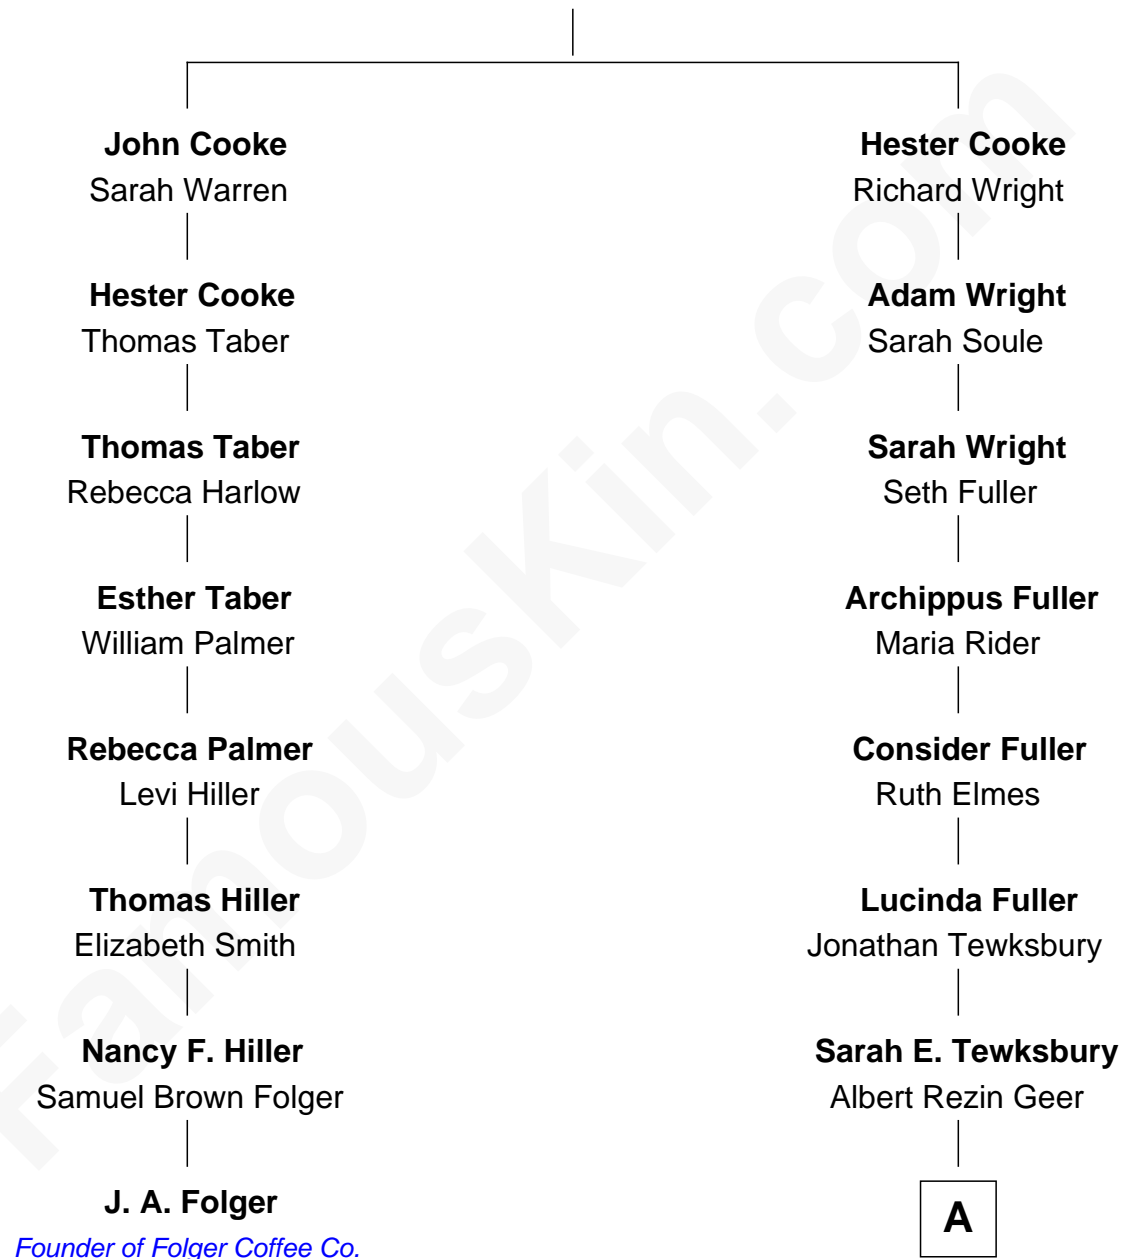 John Cooke
Sarah Warren
Hester Cooke
Thomas Taber
Thomas Taber
Rebecca Harlow
Esther Taber
William Palmer
Rebecca Palmer
Levi Hiller
Thomas Hiller
Elizabeth Smith
Nancy F. Hiller
Samuel Brown Folger
J. A. Folger
Founder of Folger Coffee Co.
Hester Cooke
Richard Wright
Adam Wright
Sarah Soule
Sarah Wright
Seth Fuller
Archippus Fuller
Maria Rider
Consider Fuller
Ruth Elmes
Lucinda Fuller
Jonathan Tewksbury
Sarah E. Tewksbury
Albert Rezin Geer
A
FamousKin.com